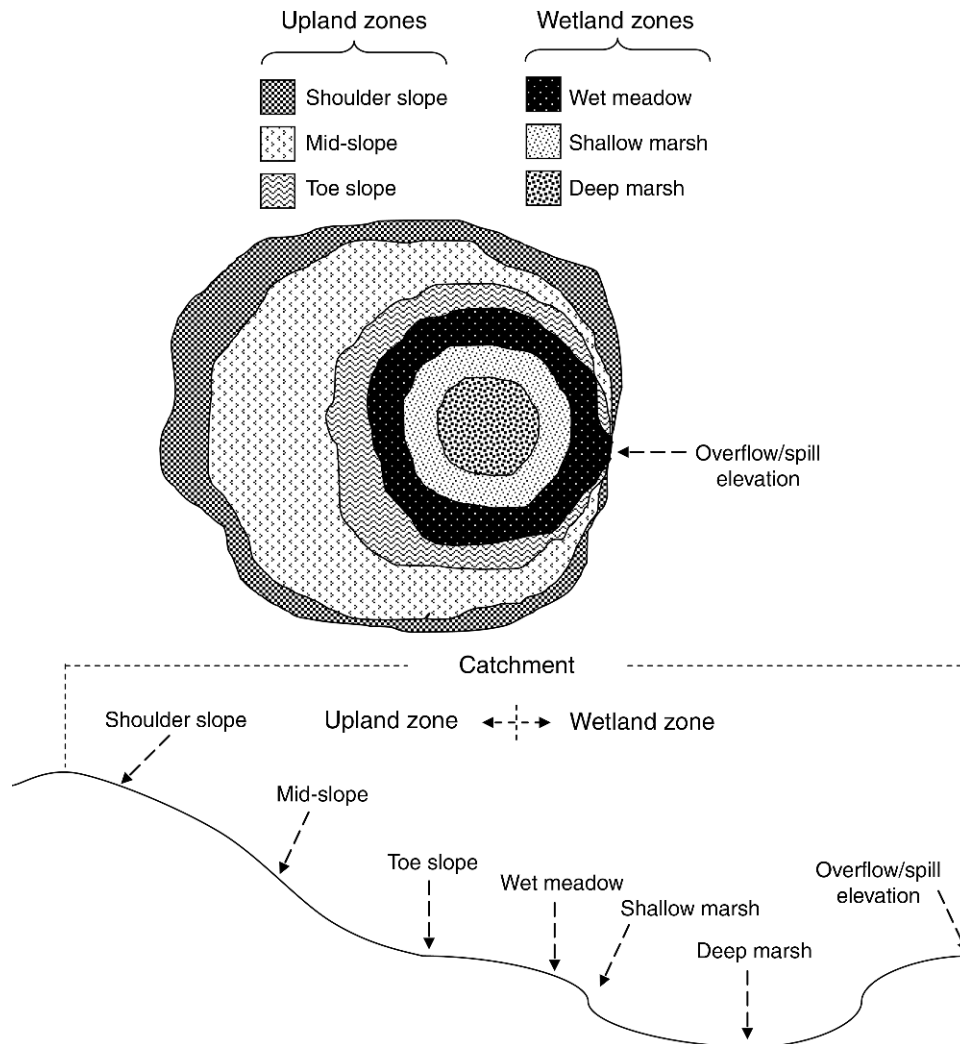 Upland zones
Wetland zones
Shoulder slope
Wet meadow
Mid-slope
Shallow marsh
Toe slope
Deep marsh
Overflow/spill
elevation
Catchment
Shoulder slope
Upland zone
Wetland zone
Mid-slope
Toe slope
Wet meadow
Overflow/spill
elevation
Shallow marsh
Deep marsh